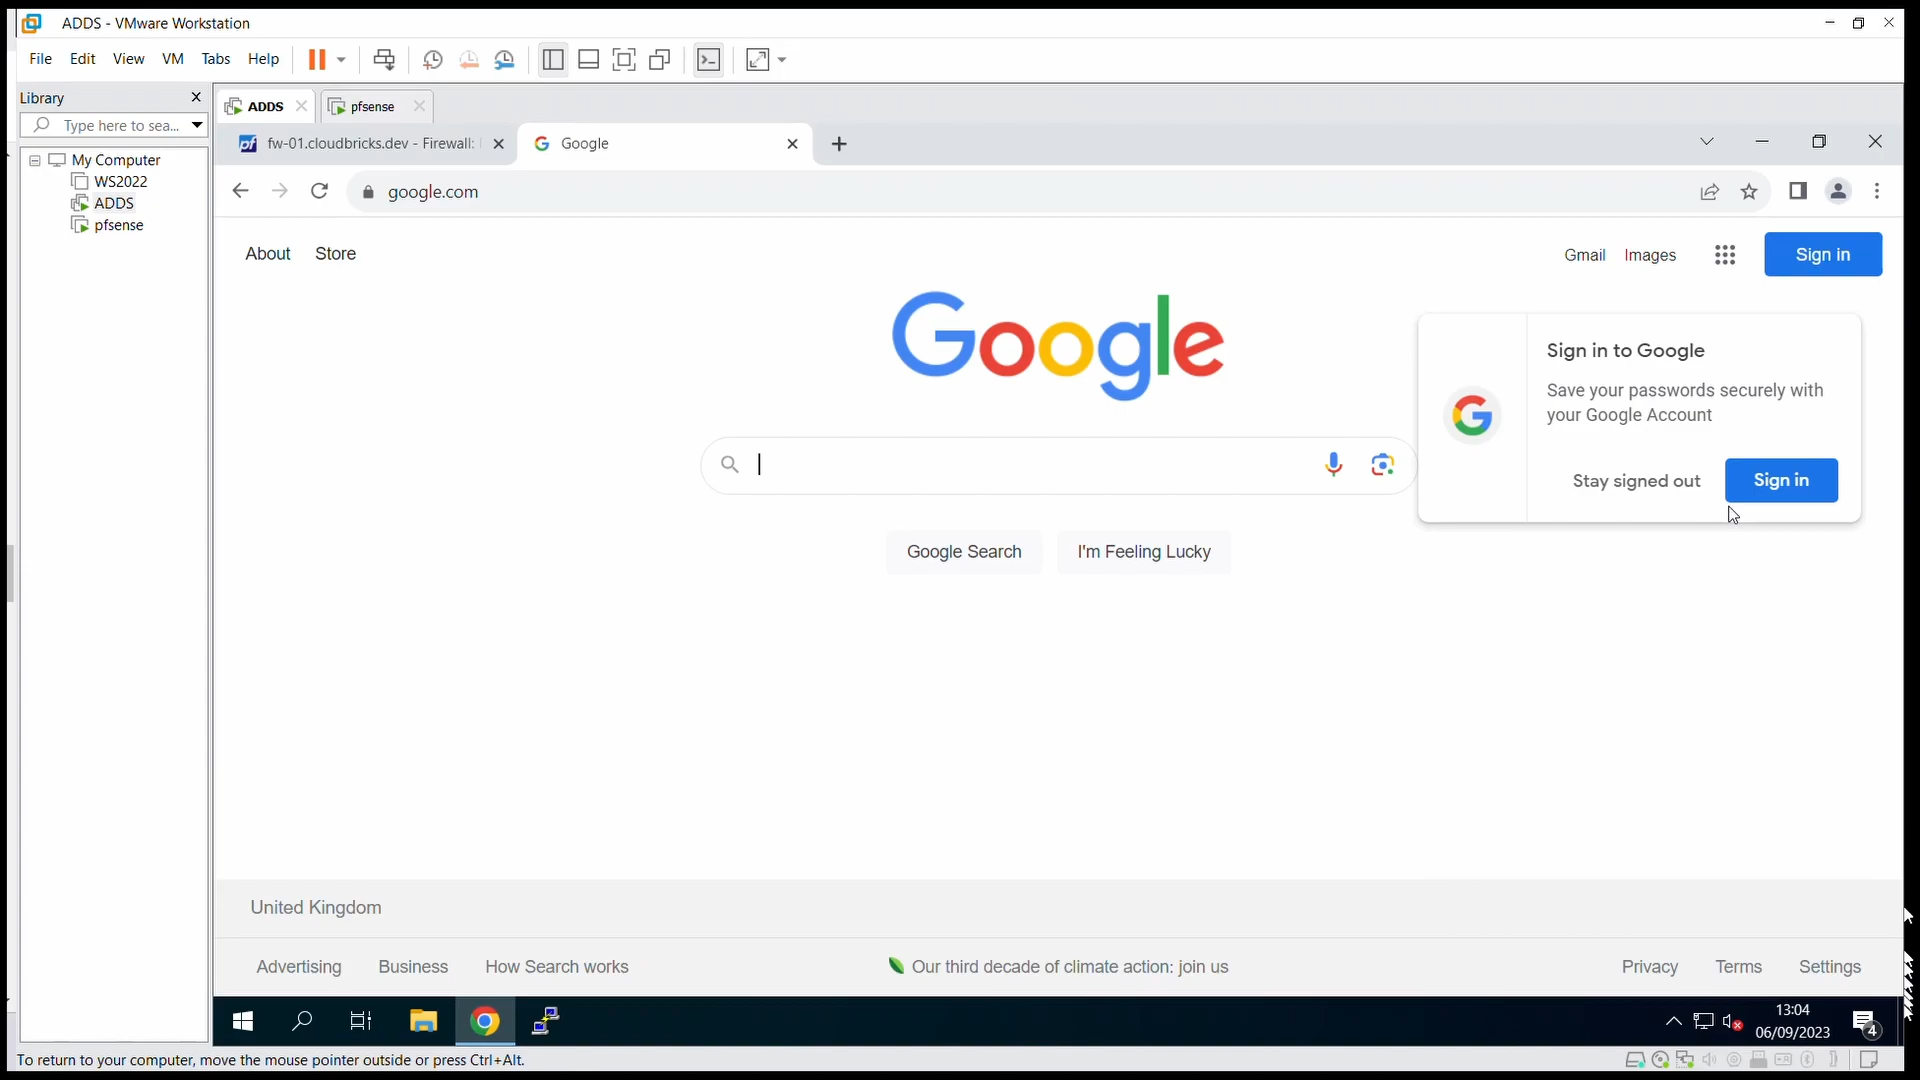 ADDS - VMware Workstation
File Edit View VM Tabs Help
Library
ADDS
pfsense
Type here to sea...
fw-01.cloudbricks.dev - Firewall:
Google
My Computer
WS2022
ADDS
pfsense
google.com
About Store
Gmail Images
Sign in
Google
Sign in to Google
Save your passwords securely with
your Google Account
Stay signed out
Sign in
Google Search
I'm Feeling Lucky
United Kingdom
Advertising Business How Search works
Our third decade of climate action: join us
Privacy Terms Settings
13:04
06/09/2023
4
To return to your computer, move the mouse pointer outside or press Ctrl+Alt.